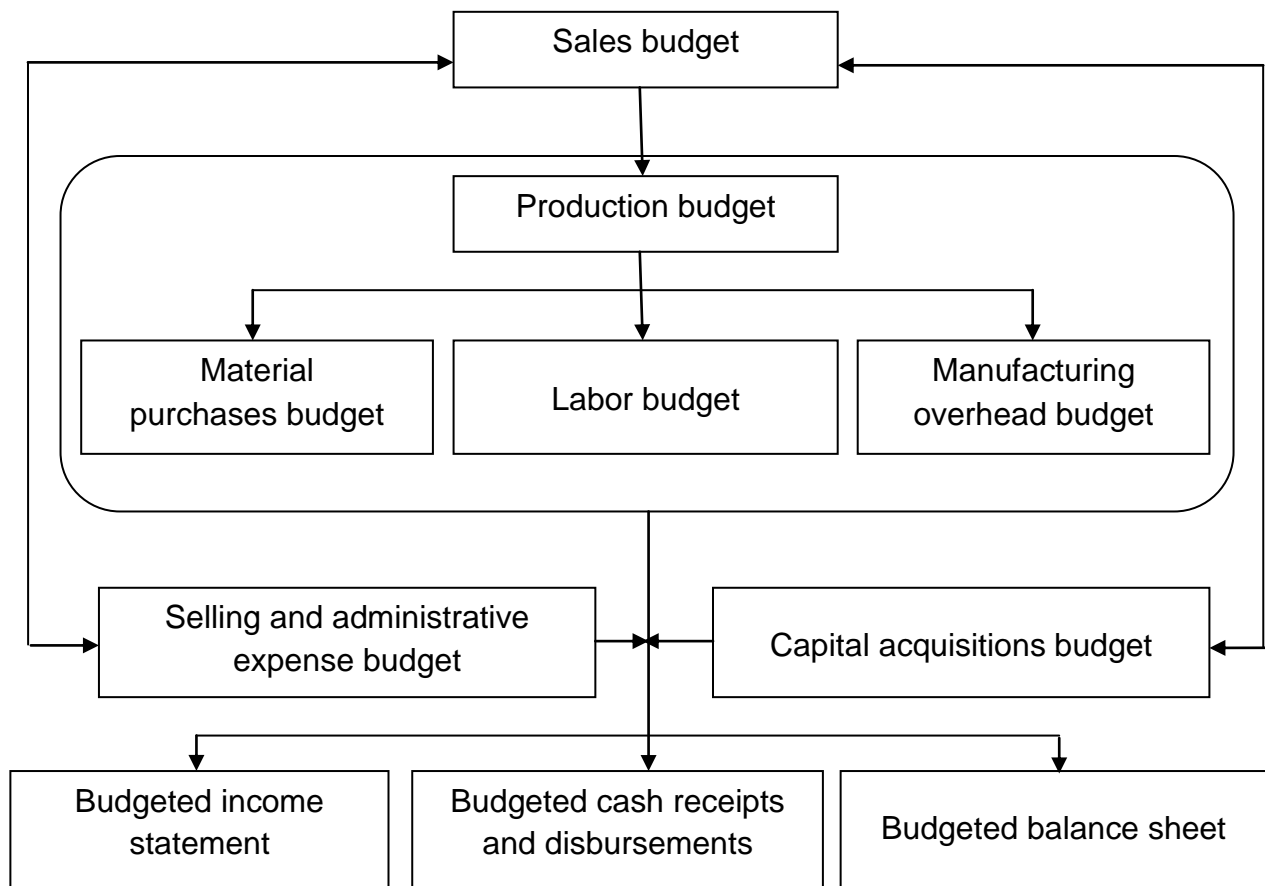 Sales budget
Production budget
Material
purchases budget
Labor budget
Manufacturing
overhead budget
Selling and administrative
expense budget
Capital acquisitions budget
Budgeted income
statement
Budgeted cash receipts
and disbursements
Budgeted balance sheet